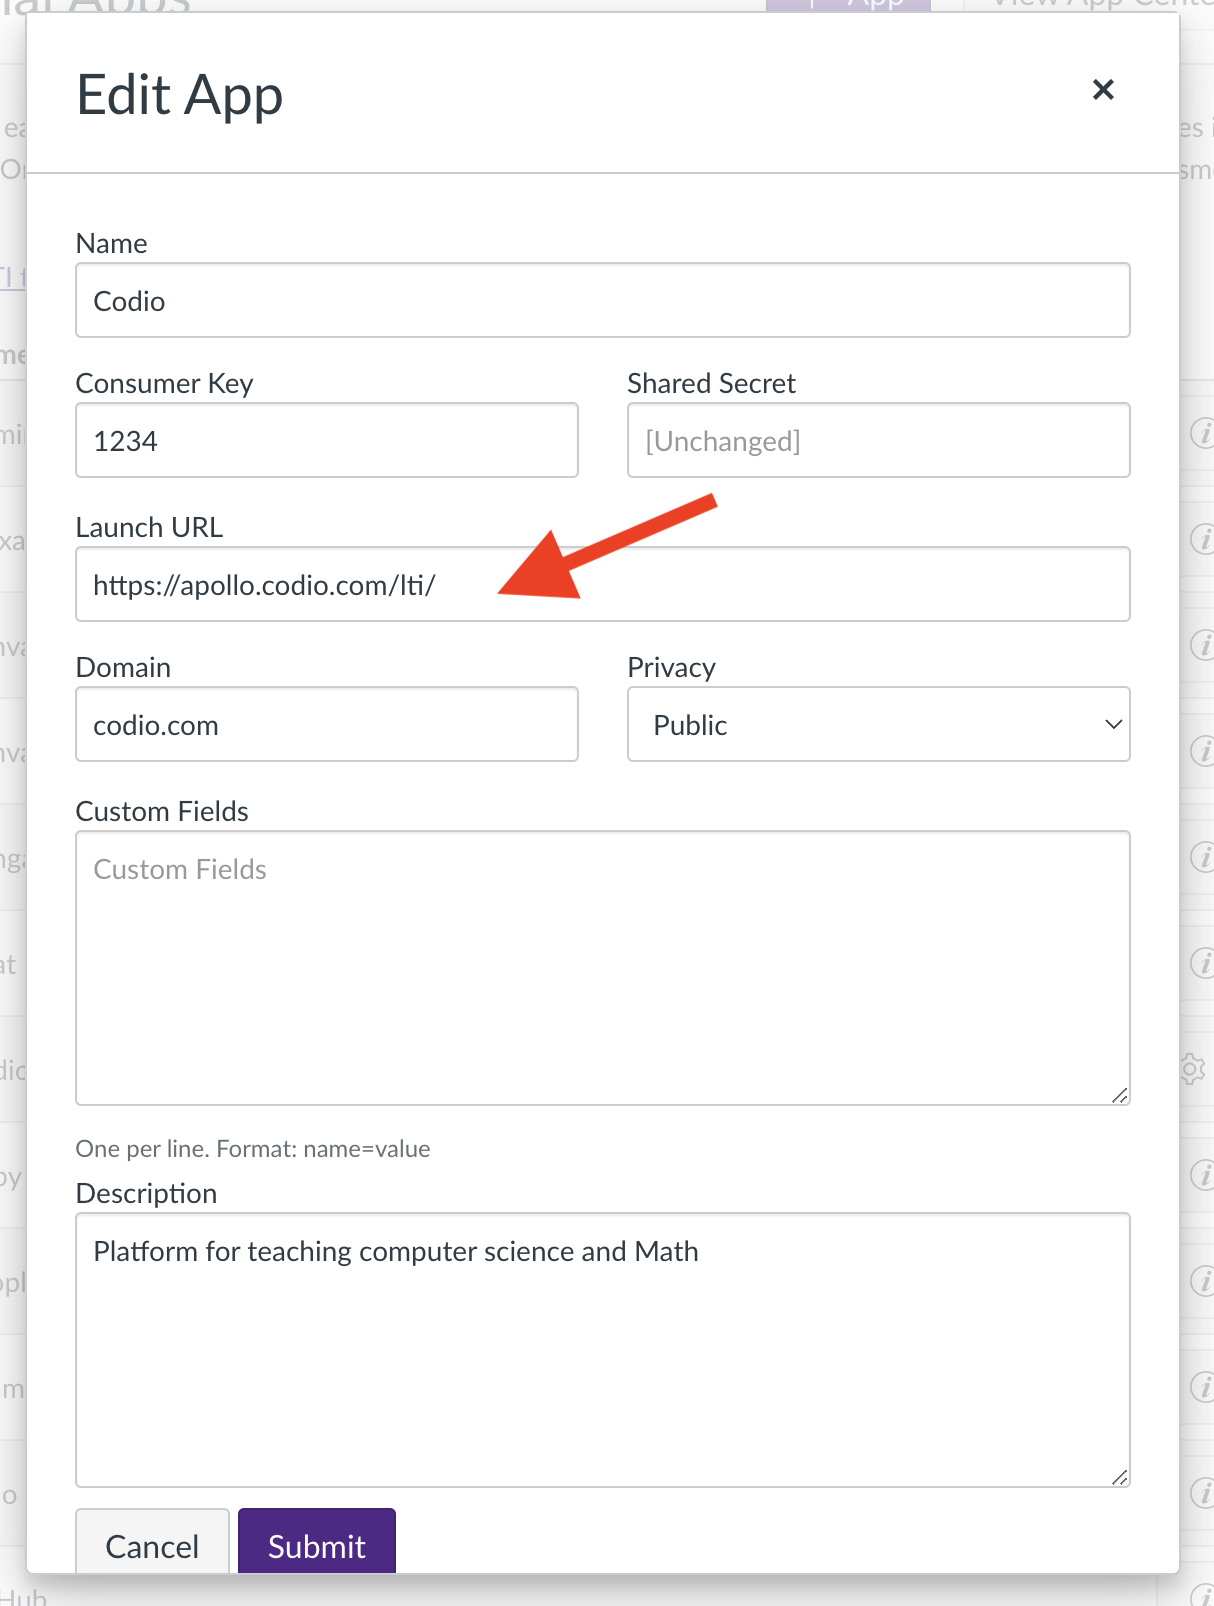 Edit App
Name
Codio
Consumer Key
Shared Secret
1234
[Unchanged]
Launch URL
https://apollo.codio.com/lti/
Domain
Privacy
codio.com
Public
Custom Fields
Custom Fields
One per line. Format: name=value
Description
Platform for teaching computer science and Math
Cancel
Submit
Hub